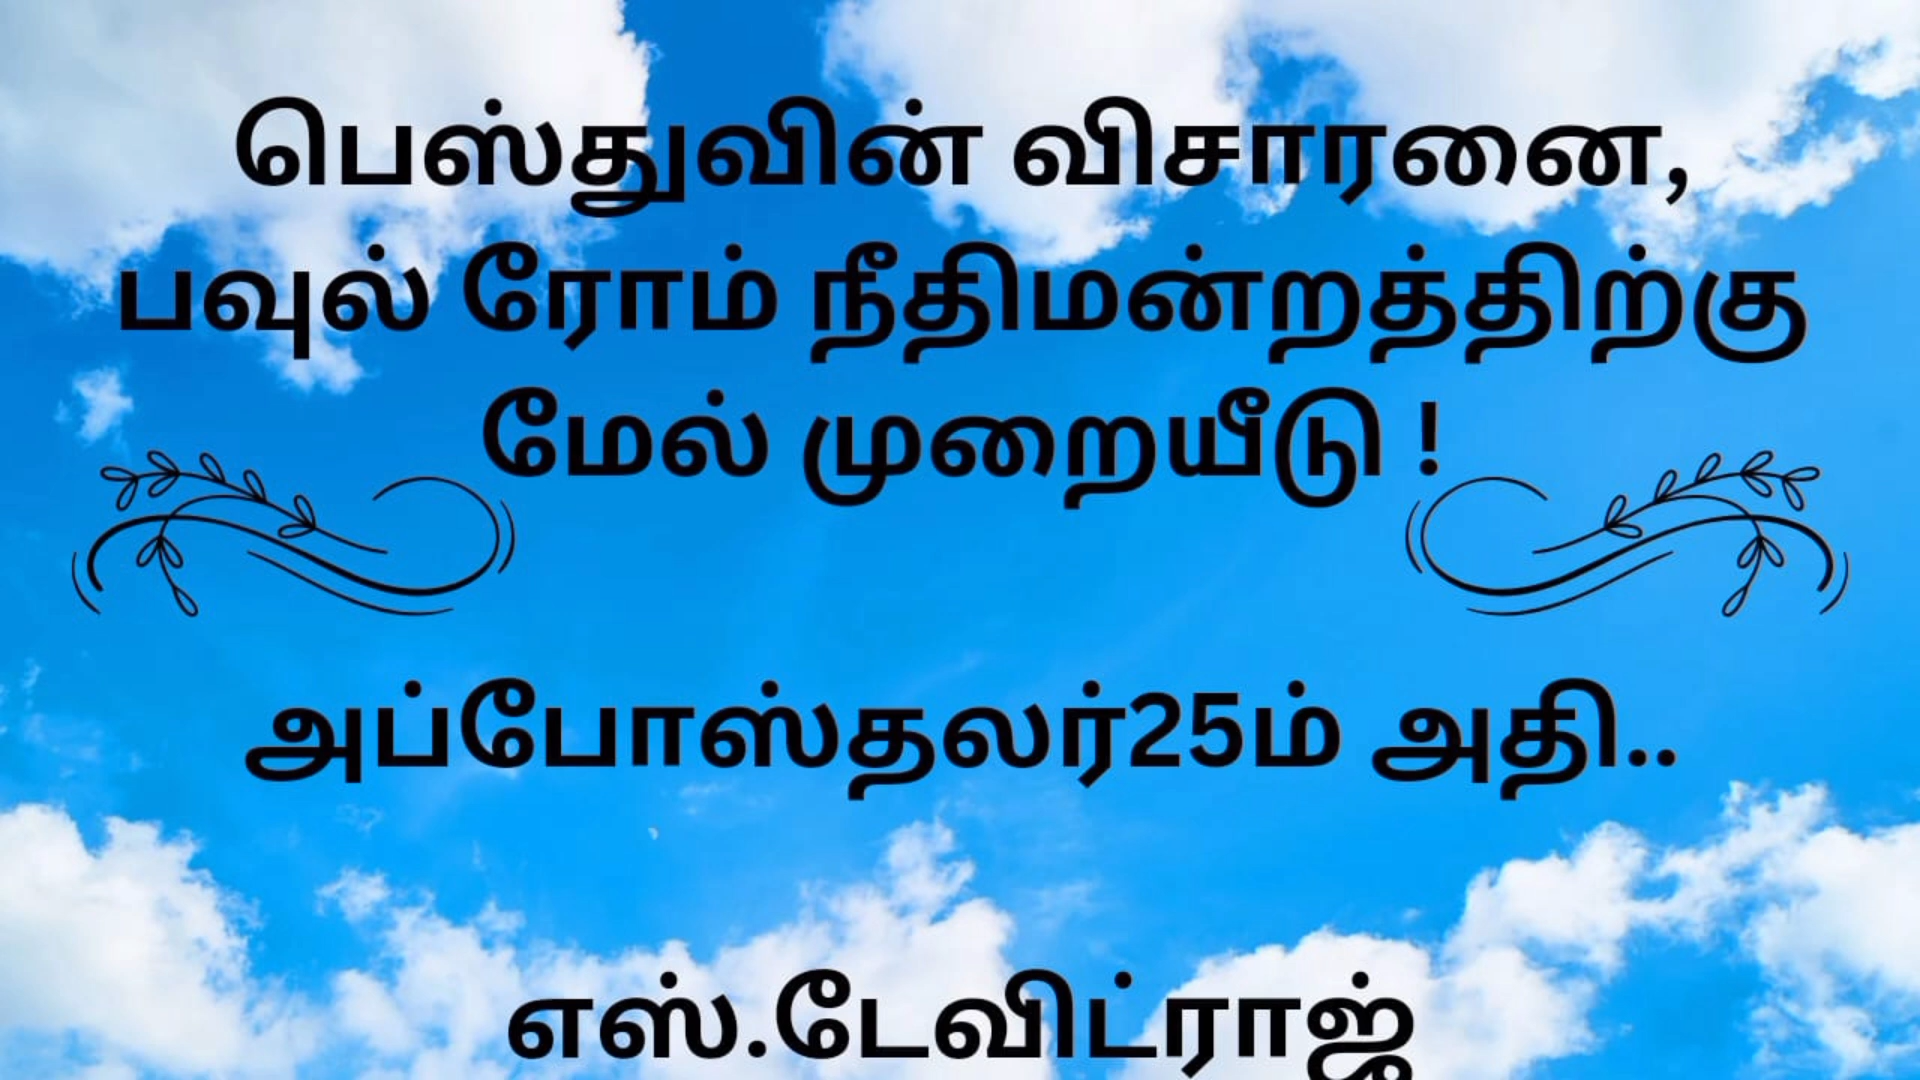 பெஸ்துவின் விசாரனை,
பவுல் ரோம் நீதிமன்றத்திற்கு
மேல் முறையீடு !
அப்போஸ்தலர்25ம் அதி..
எஸ்.டேவிட்ராஜ்